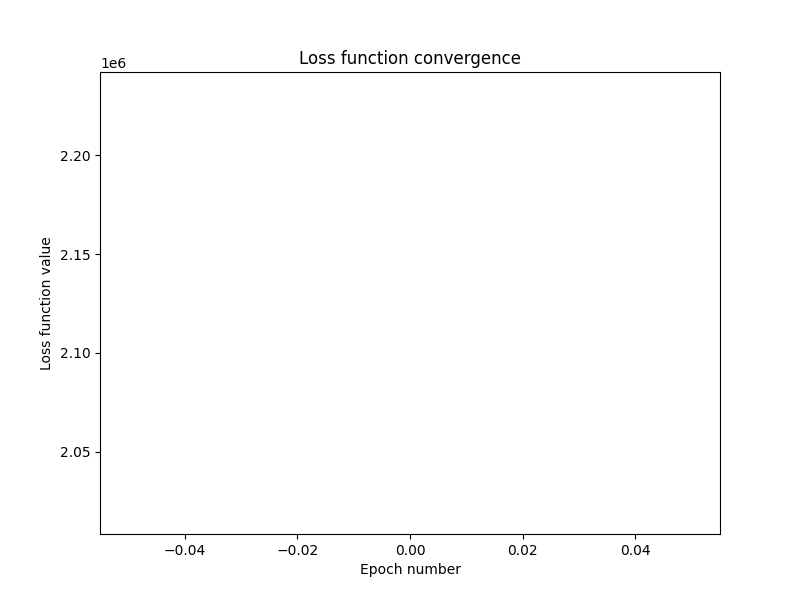 Loss function convergence
1e6
2.20
2.15
2.10
2.05
Loss function value
−0.04 −0.02 0.00 0.02 0.04
Epoch number